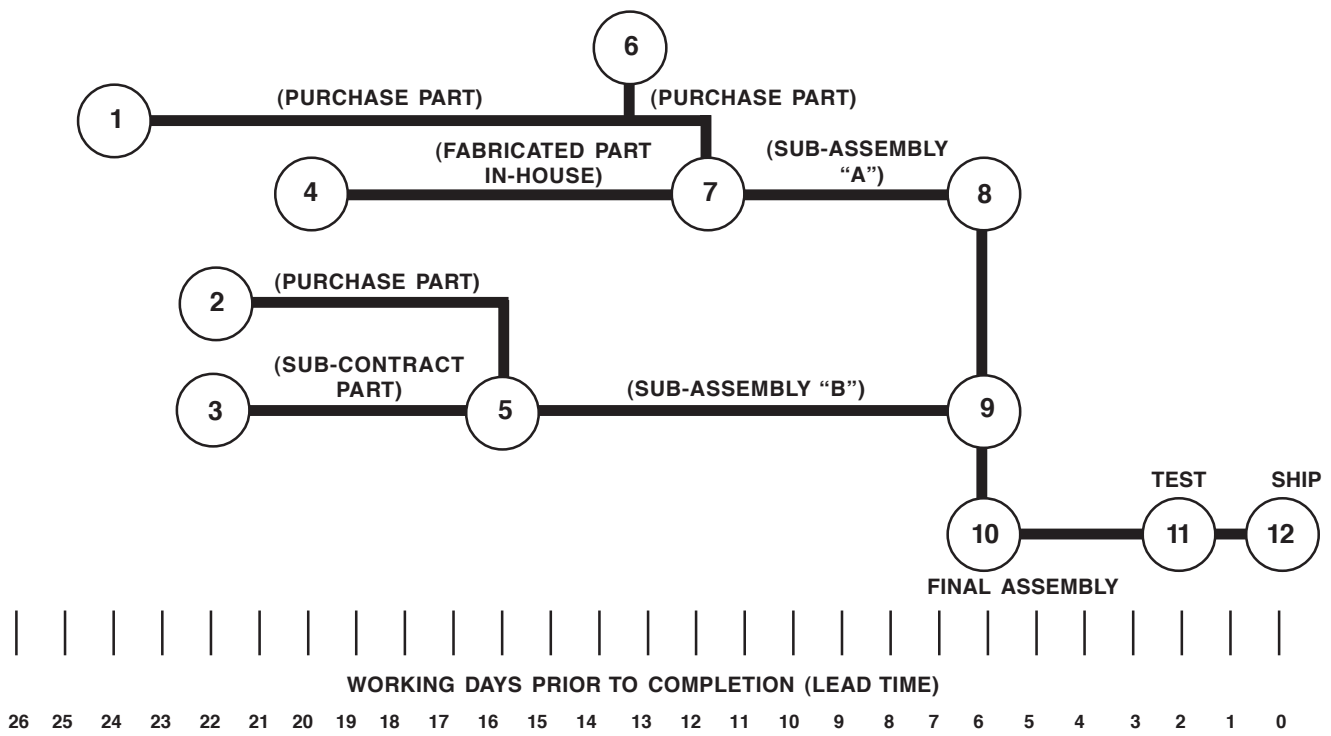 6
1
(PURCHASE PART)
(PURCHASE PART)
(FABRICATED PART
IN-HOUSE)
(SUB-ASSEMBLY
“A”)
4
7
8
2
(PURCHASE PART)
(SUB-CONTRACT
PART)
3
5
(SUB-ASSEMBLY “B”)
9
TEST
SHIP
10
11
12
FINAL ASSEMBLY
WORKING DAYS PRIOR TO COMPLETION (LEAD TIME)
26 25 24 23 22 21 20 19 18 17 16 15 14 13 12 11 10 9 8 7 6 5 4 3 2 1 0